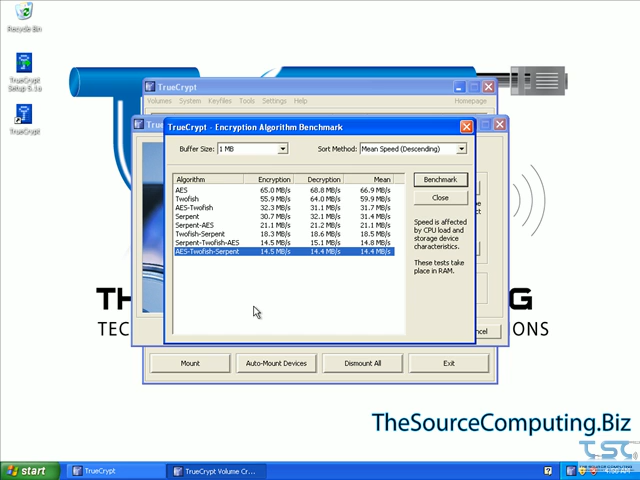 Recycle Bin
TrueCrypt
Setup 6.1a
TrueCrypt
TrueCrypt
Volumes System Keyfiles Tools Settings Help Homepage
TrueCrypt - Encryption Algorithm Benchmark
Buffer Size: 1 MB Sort Method: Mean Speed (Descending)
Algorithm Encryption Decryption Mean
AES 65.0 MB/s 68.8 MB/s 66.9 MB/s
Twofish 55.9 MB/s 64.0 MB/s 59.9 MB/s
AES-Twofish 32.3 MB/s 31.1 MB/s 31.7 MB/s
Serpent 30.7 MB/s 32.1 MB/s 31.4 MB/s
Serpent-AES 21.1 MB/s 21.2 MB/s 21.1 MB/s
Twofish-Serpent 18.3 MB/s 18.6 MB/s 18.5 MB/s
Serpent-Twofish-AES 14.5 MB/s 15.1 MB/s 14.8 MB/s
AES-Twofish-Serpent 14.5 MB/s 14.4 MB/s 14.4 MB/s
Benchmark
Close
Speed is affected
by CPU load and
storage device
characteristics.
These tests take
place in RAM.
Mount Auto-Mount Devices Dismount All Exit
TheSourceComputing.Biz
TSC
start TrueCrypt TrueCrypt Volume Cr...